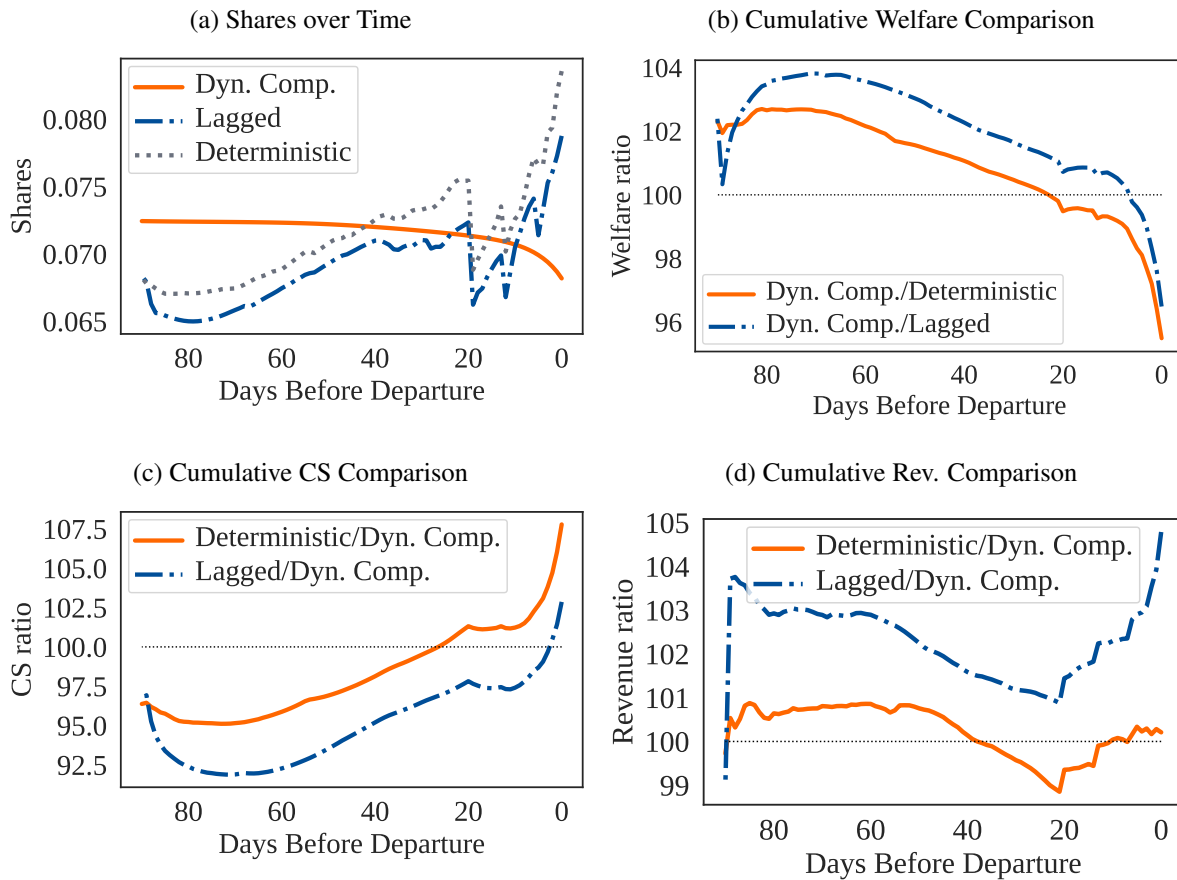 (a) Shares over Time
Dyn. Comp.
Lagged
Deterministic
Shares
0.080
0.075
0.070
0.065
80 60 40 20 0
Days Before Departure
(b) Cumulative Welfare Comparison
Welfare ratio
104
102
100
98
96
Dyn. Comp./Deterministic
Dyn. Comp./Lagged
80 60 40 20 0
Days Before Departure
(c) Cumulative CS Comparison
Deterministic/Dyn. Comp.
Lagged/Dyn. Comp.
CS ratio
107.5
105.0
102.5
100.0
97.5
95.0
92.5
80 60 40 20 0
Days Before Departure
(d) Cumulative Rev. Comparison
Deterministic/Dyn. Comp.
Lagged/Dyn. Comp.
Revenue ratio
105
104
103
102
101
100
99
80 60 40 20 0
Days Before Departure